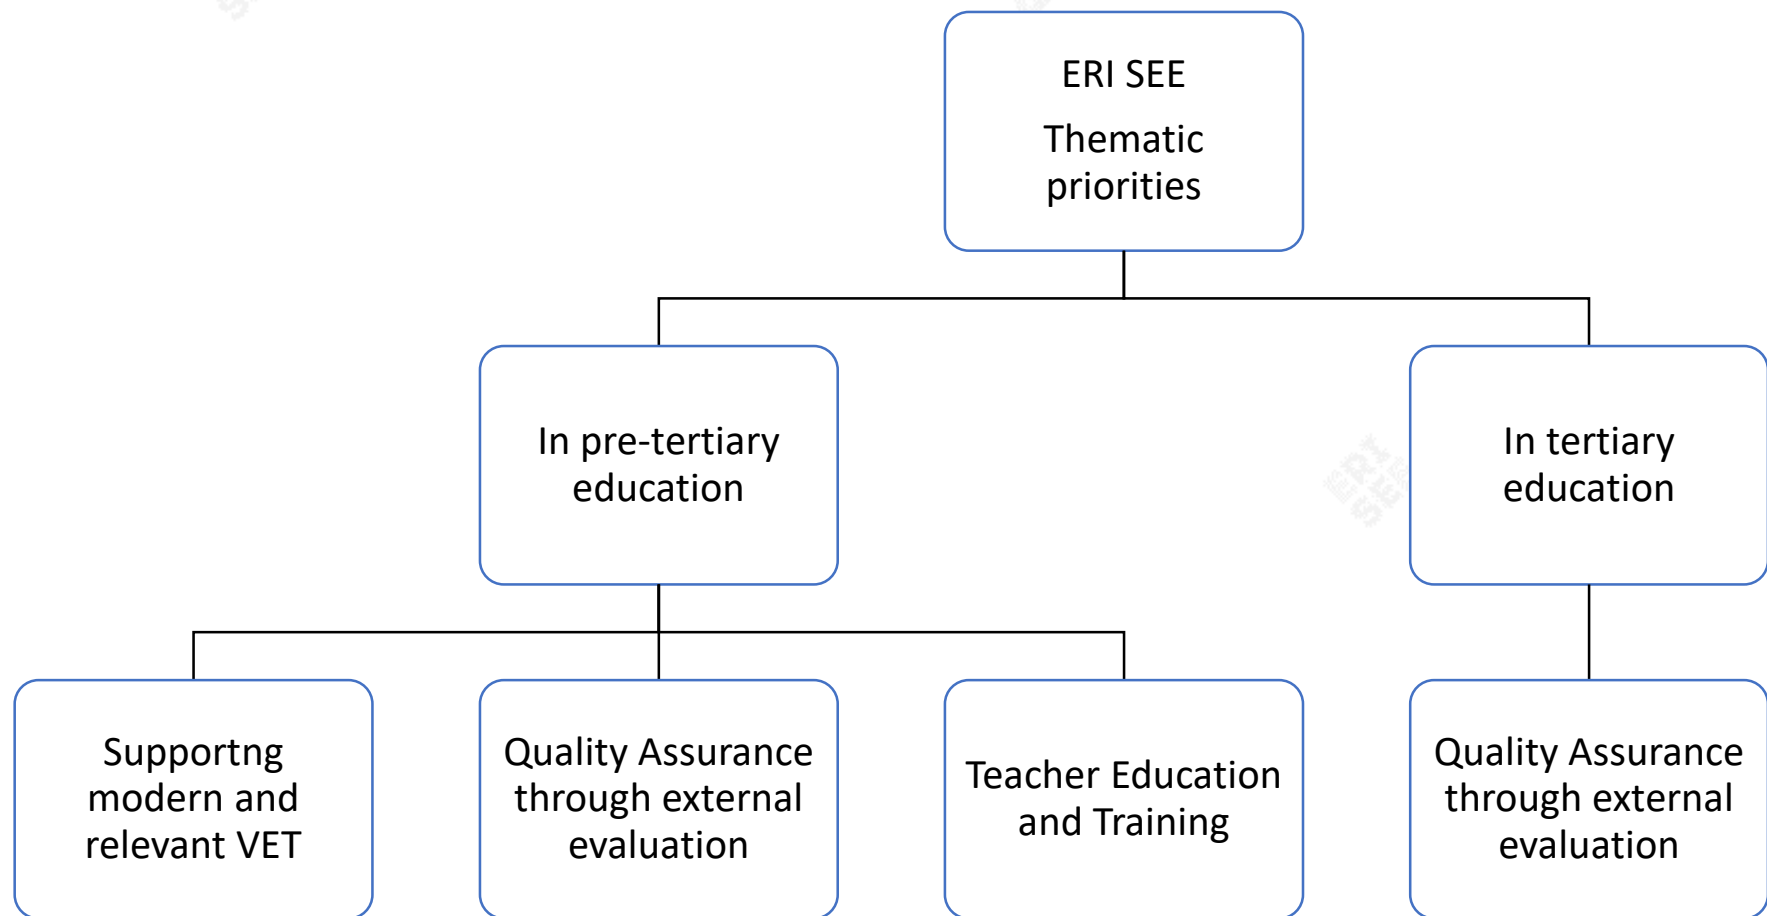 ERI SEE
Thematic
priorities
In pre-tertiary
education
In tertiary
education
Supportng
modern and
relevant VET
Quality Assurance
through external
evaluation
Teacher Education
and Training
Quality Assurance
through external
evaluation